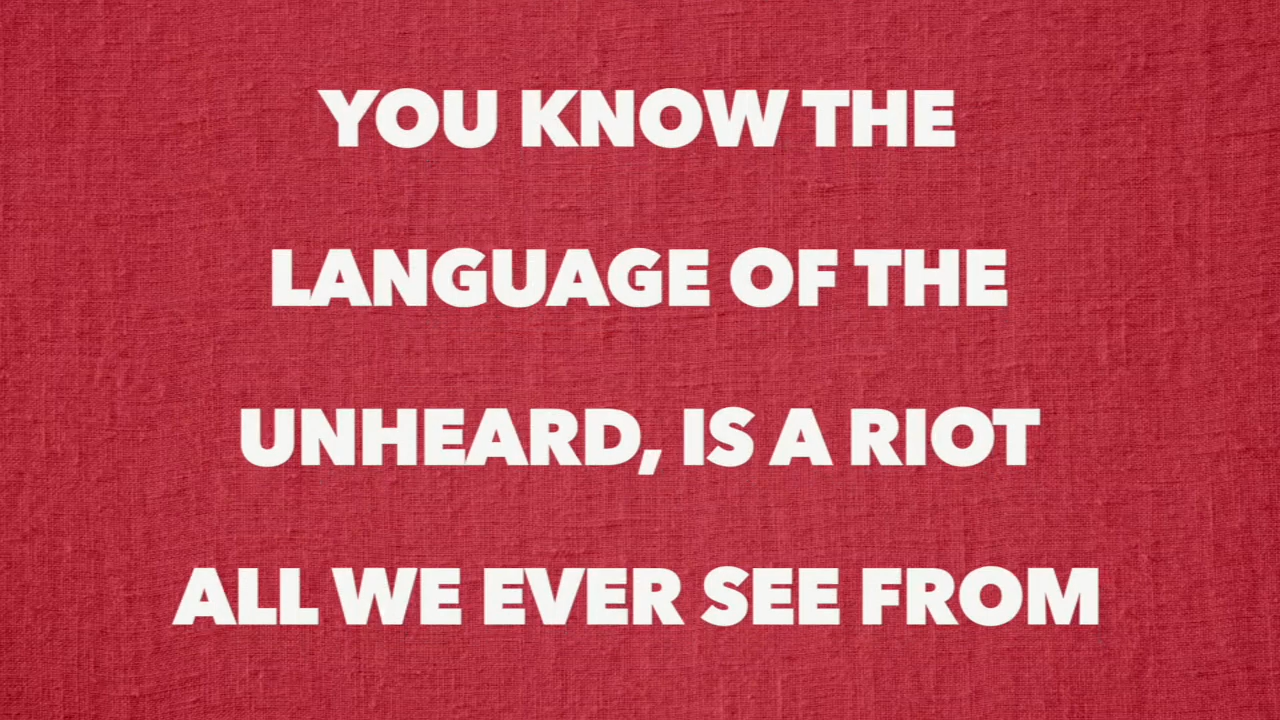 YOU KNOW THE
LANGUAGE OF THE
UNHEARD, IS A RIOT
ALL WE EVER SEE FROM